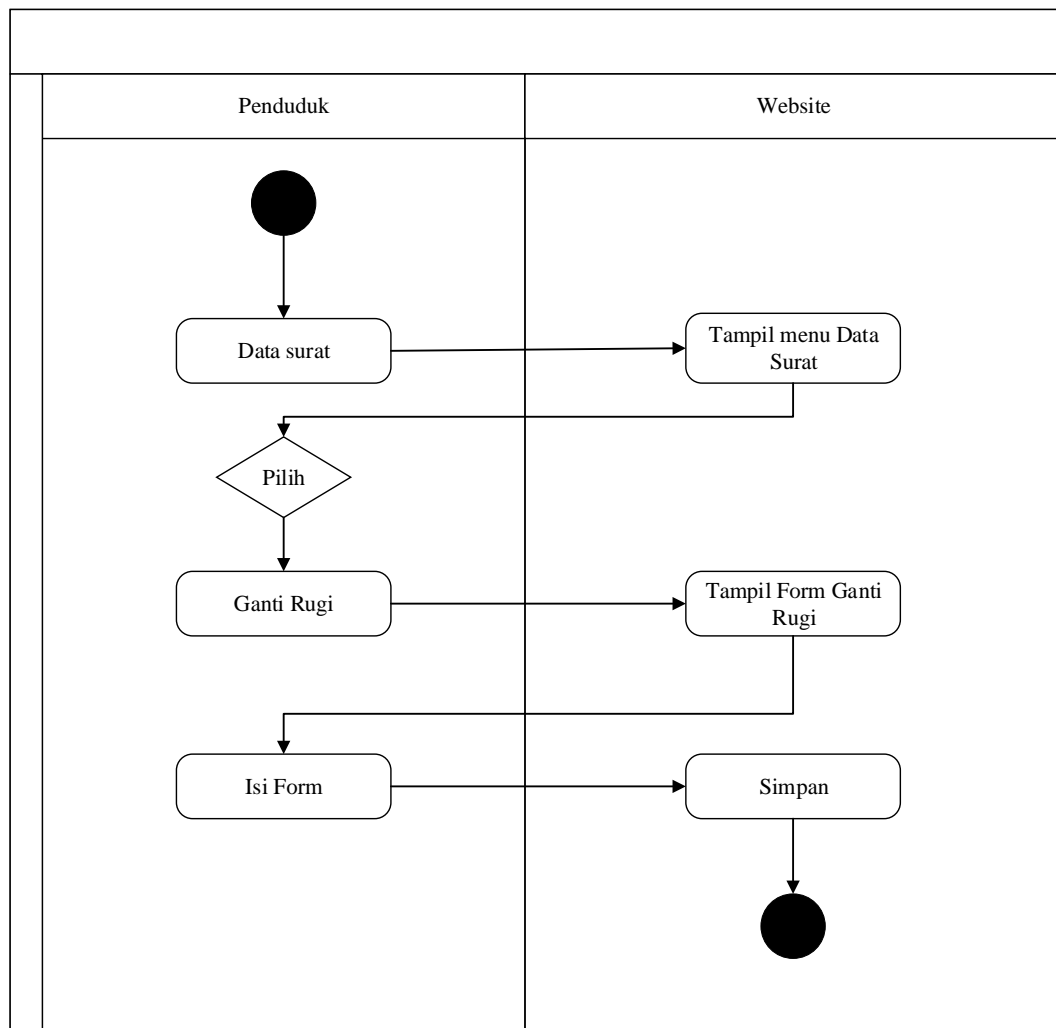 Penduduk
Website
Data surat
Tampil menu Data
Surat
Pilih
Ganti Rugi
Tampil Form Ganti
Rugi
Isi Form
Simpan